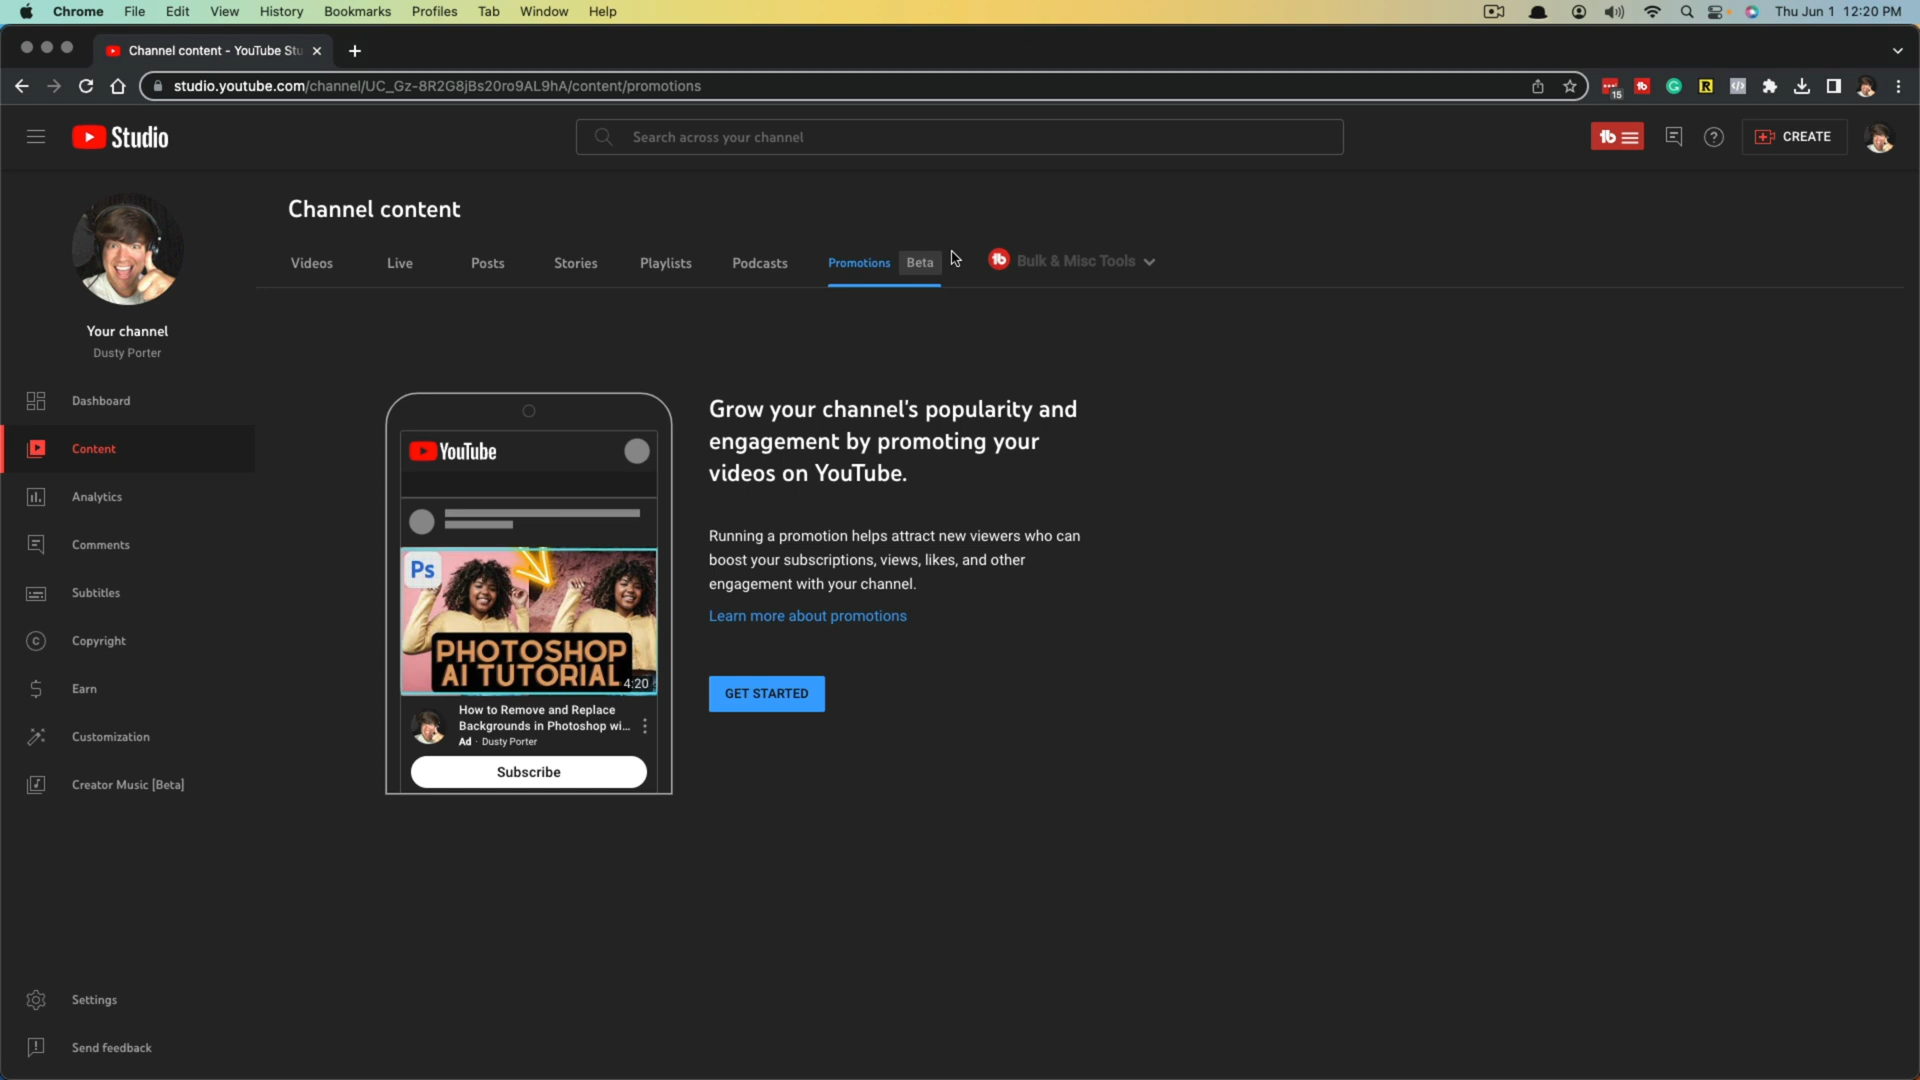 Chrome File Edit View History Bookmarks Profiles Tab Window Help Thu Jun 1 12:20 PM
Channel content - YouTube Stu
studio.youtube.com/channel/UC_Gz-8R2G8jBs20ro9AL9hA/content/promotions
15
Studio
Search across your channel
CREATE
Channel content
Videos Live Posts Stories Playlists Podcasts Promotions Beta Bulk & Misc Tools
Your channel
Dusty Porter
Dashboard
Content
Analytics
Comments
Subtitles
Copyright
Earn
Customization
Creator Music [Beta]
Settings
Send feedback
YouTube
Ps
PHOTOSHOP
AI TUTORIAL
4:20
How to Remove and Replace
Backgrounds in Photoshop wi...
Ad · Dusty Porter
Subscribe
Grow your channel's popularity and
engagement by promoting your
videos on YouTube.
Running a promotion helps attract new viewers who can
boost your subscriptions, views, likes, and other
engagement with your channel.
Learn more about promotions
GET STARTED